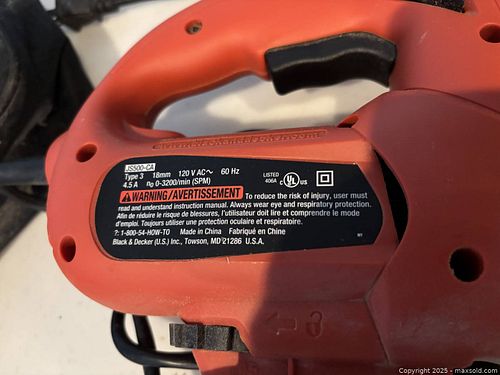 JS500-CA
Type 3 18mm 120 V AC~ 60 Hz
4.5 A n₀ 0-3200/min (SPM)
LISTED
406A
c UL US
WARNING/AVERTISSEMENT To reduce the risk of injury, user must
read and understand instruction manual. Always wear eye and respiratory protection.
Afin de réduire le risque de blessures, l'utilisateur doit lire et comprendre le mode
d'emploi. Toujours utiliser une protection oculaire et respiratoire.
?: 1-800-54-HOW-TO Made in China Fabriqué en Chine
Black & Decker (U.S.) Inc., Towson, MD 21286 U.S.A.
Copyright 2025 - maxsold.com